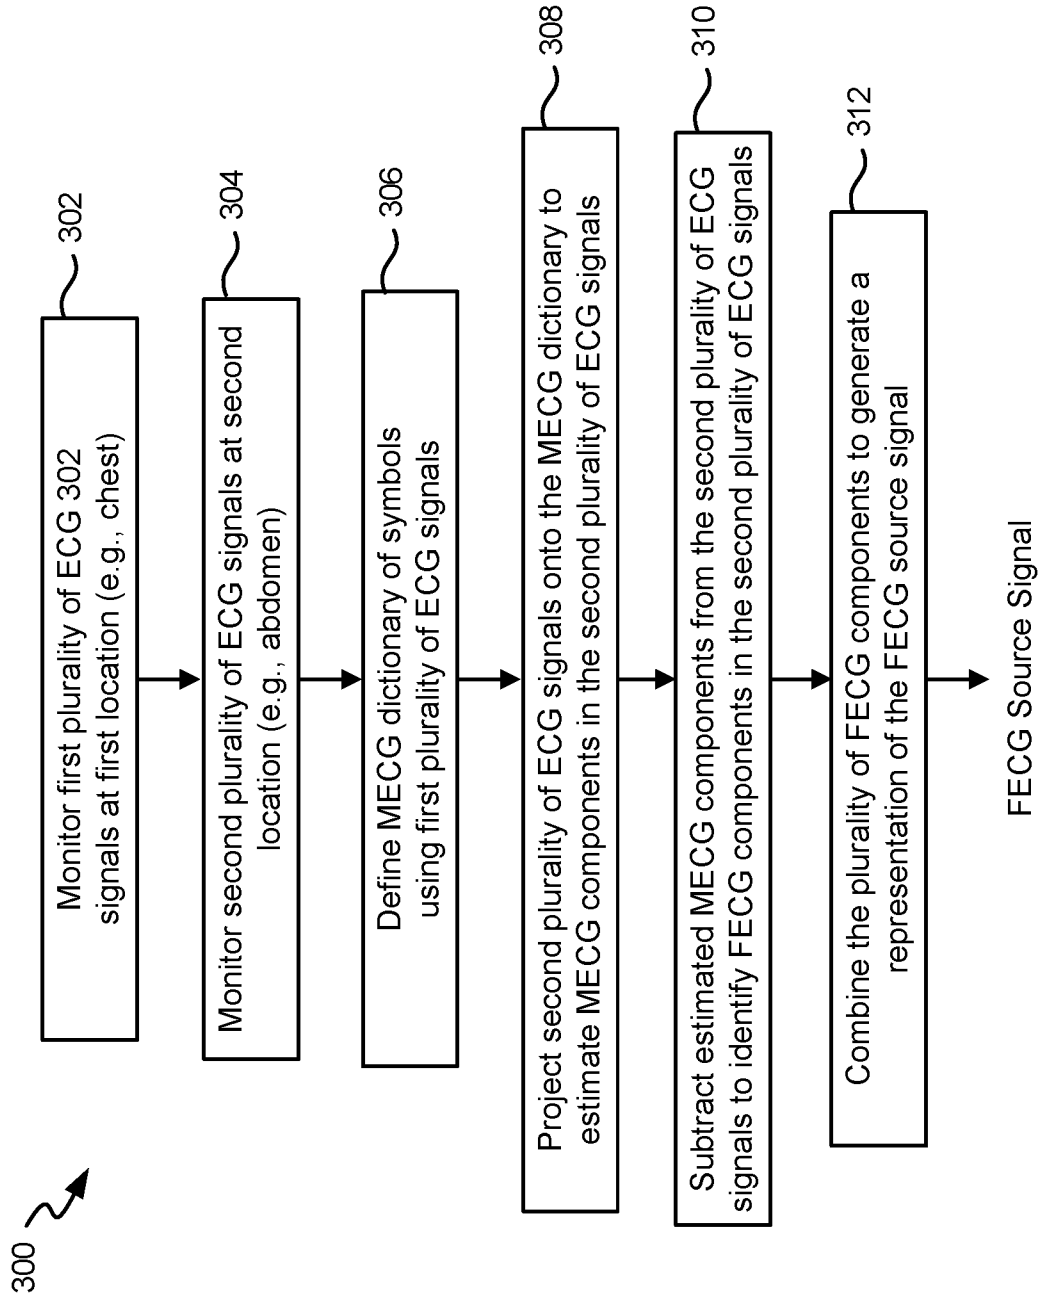 300
302
Monitor first plurality of ECG 302
signals at first location (e.g., chest)
304
Monitor second plurality of ECG signals at second
location (e.g., abdomen)
306
Define MECG dictionary of symbols
using first plurality of ECG signals
308
Project second plurality of ECG signals onto the MECG dictionary to
estimate MECG components in the second plurality of ECG signals
310
Subtract estimated MECG components from the second plurality of ECG
signals to identify FECG components in the second plurality of ECG signals
312
Combine the plurality of FECG components to generate a
representation of the FECG source signal
FECG Source Signal